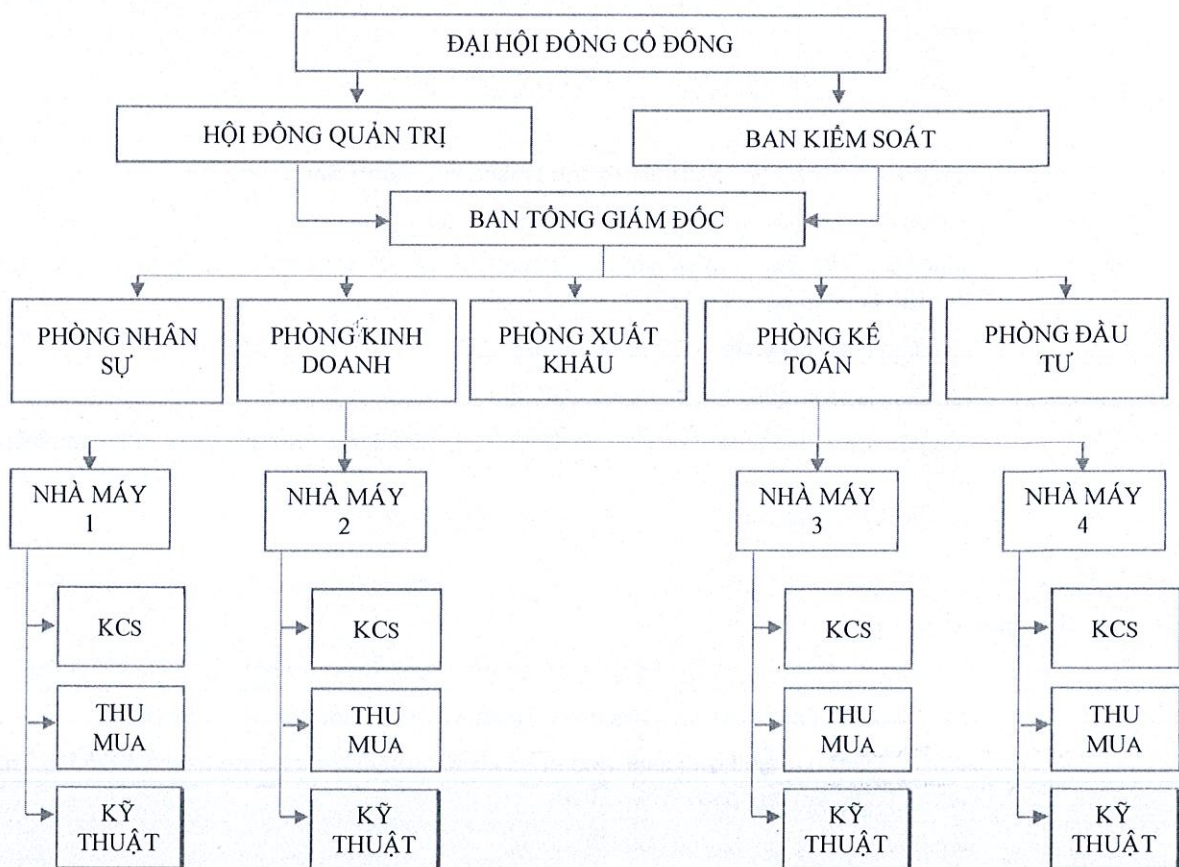 ĐẠI HỘI ĐỒNG CỔ ĐÔNG
HỘI ĐỒNG QUẢN TRỊ
BAN KIỂM SOÁT
BAN TỔNG GIÁM ĐỐC
PHÒNG NHÂN
SỰ
PHÒNG KINH
DOANH
PHÒNG XUẤT
KHẨU
PHÒNG KẾ
TOÁN
PHÒNG ĐẦU
TƯ
NHÀ MÁY
1
NHÀ MÁY
2
NHÀ MÁY
3
NHÀ MÁY
4
KCS
KCS
KCS
KCS
THU
MUA
THU
MUA
THU
MUA
THU
MUA
KỸ
THUẬT
KỸ
THUẬT
KỸ
THUẬT
KỸ
THUẬT